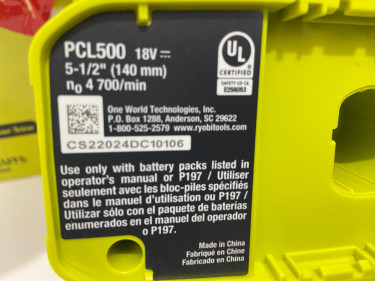 PCL500 18V ⎓
5-1/2" (140 mm)
n₀ 4 700/min
UL
CERTIFIED
SAFETY US CA
E256053
One World Technologies, Inc.
P.O. Box 1288, Anderson, SC 29622
1-800-525-2579 www.ryobitools.com
CS22024DC10106
Use only with battery packs listed in
operator's manual or P197 / Utiliser
seulement avec les bloc-piles spécifiés
dans le manuel d'utilisation ou P197 /
Utilizar sólo con el paquete de baterías
enumerados en el manual del operador
o P197.
Made in China
Fabriqué en Chine
Fabricado en China